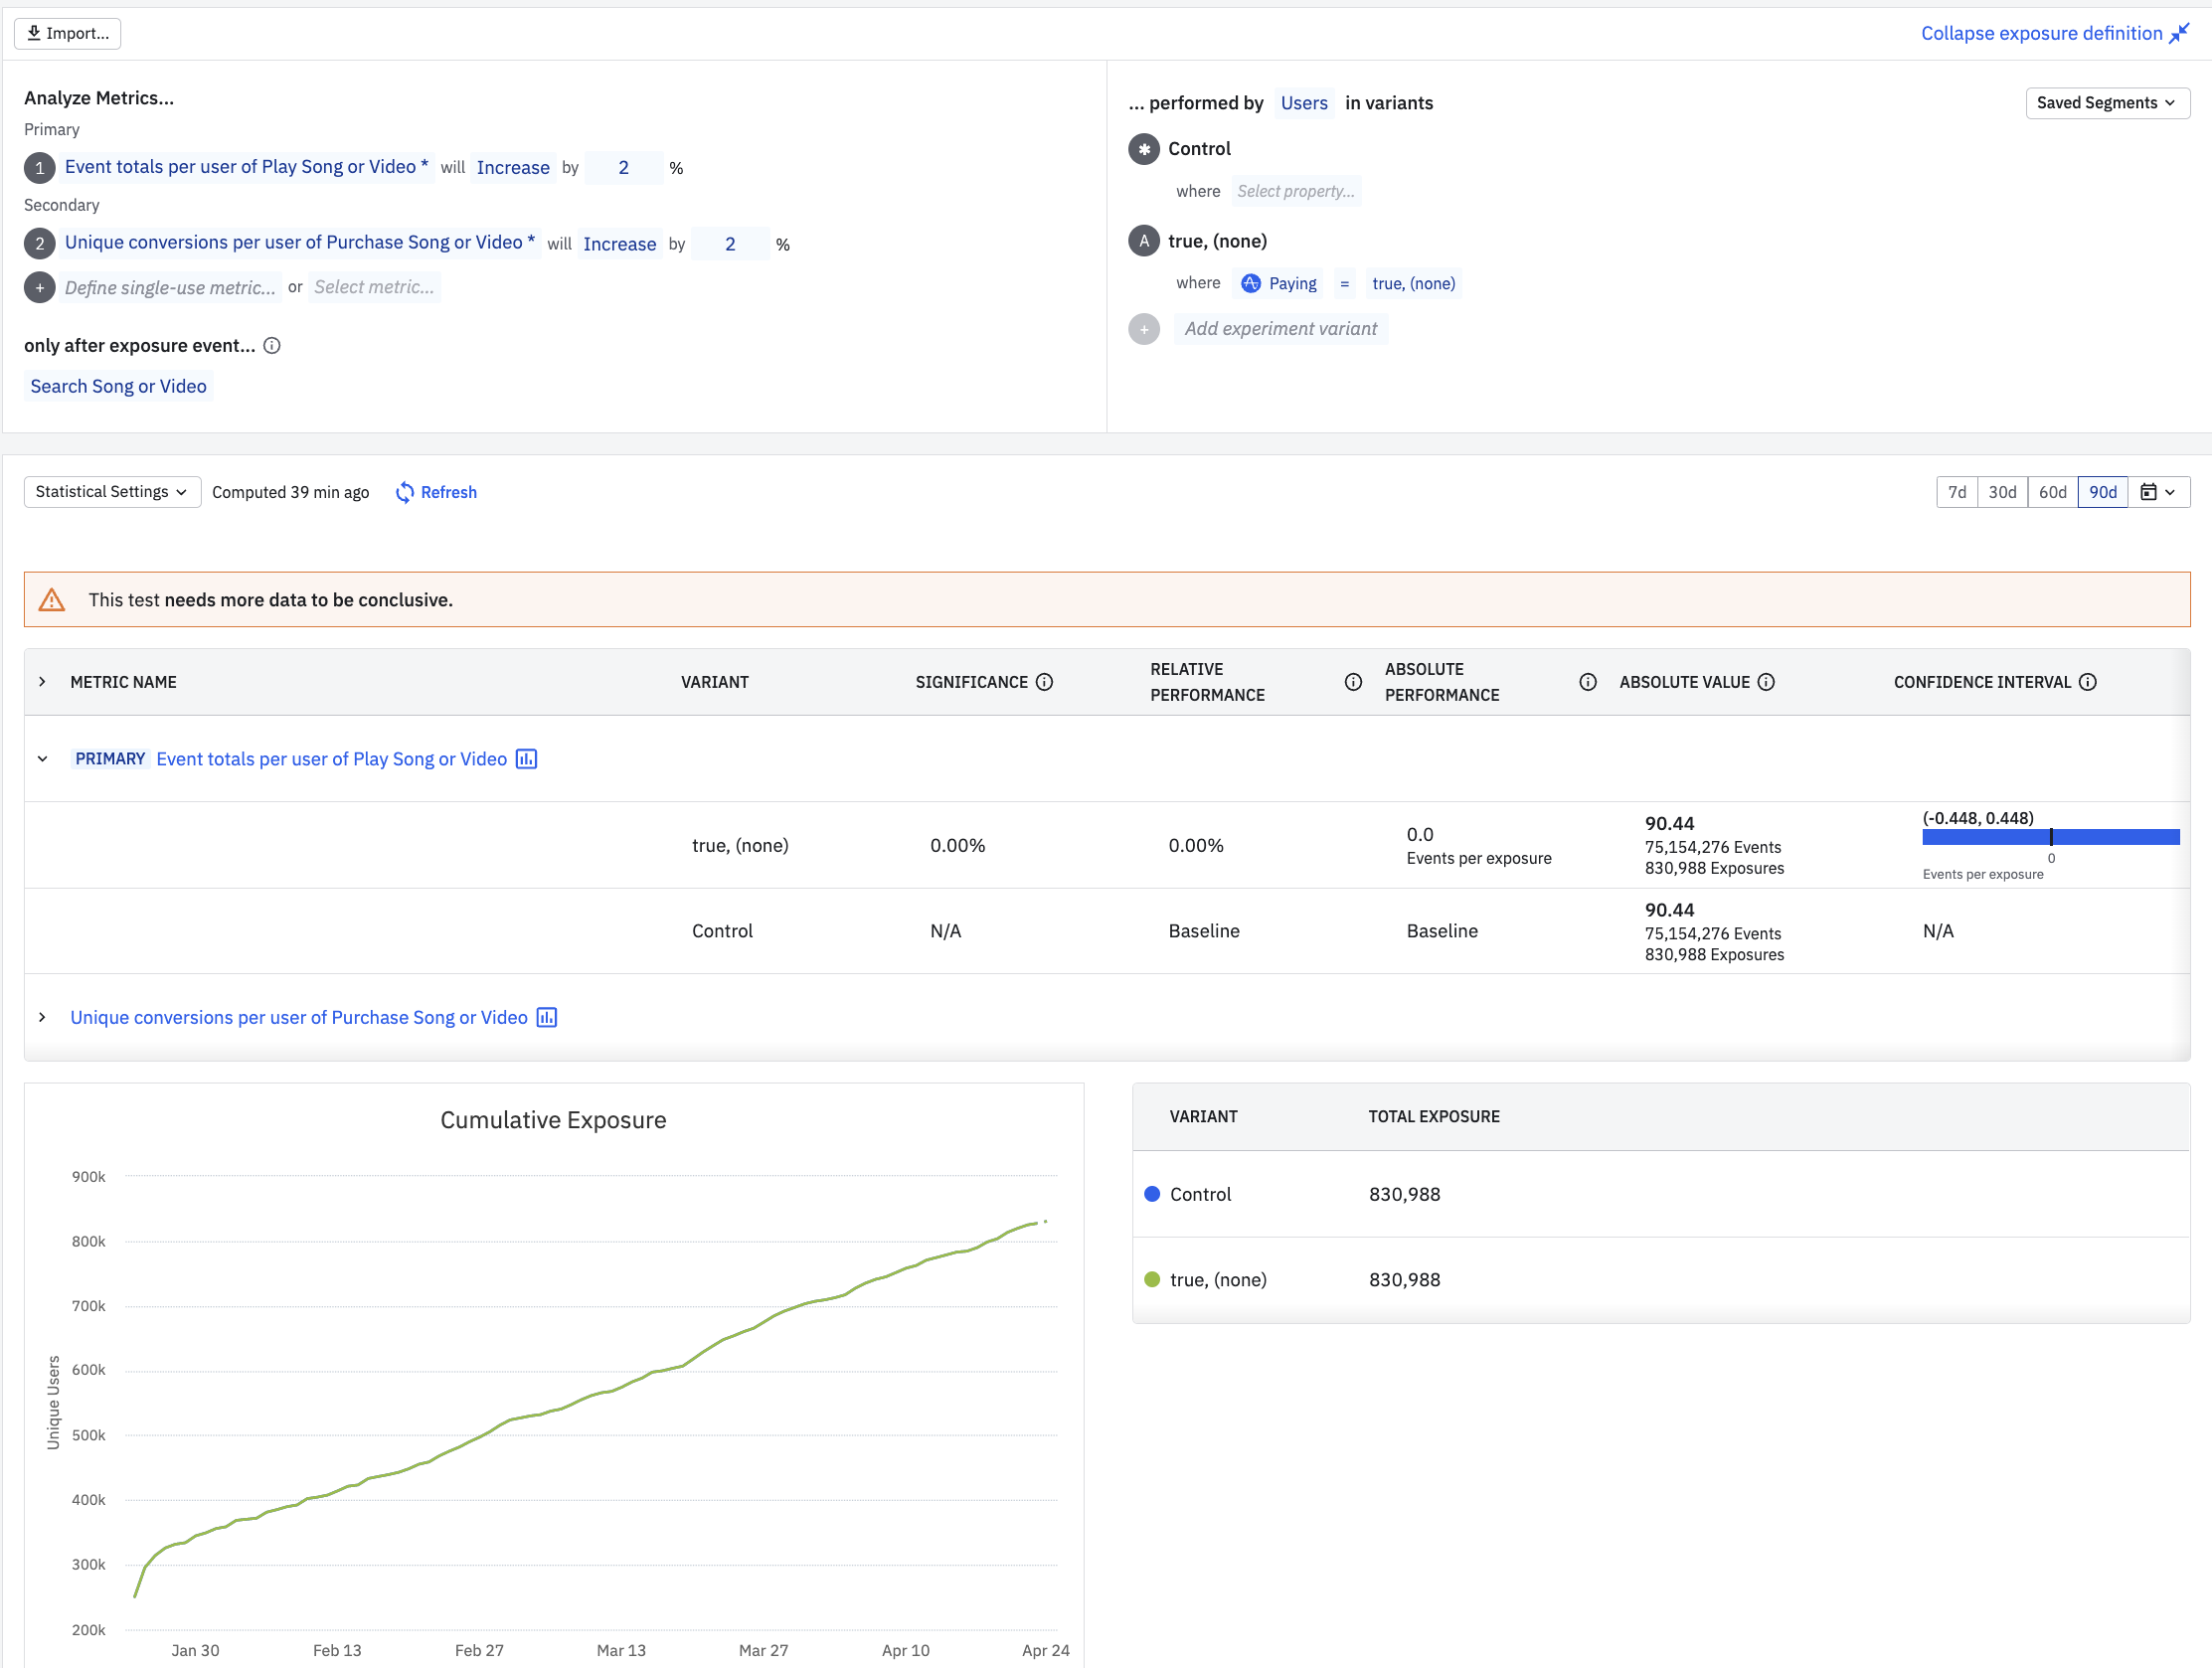 Import...
Collapse exposure definition
Analyze Metrics...
Primary
1 Event totals per user of Play Song or Video * will Increase by 2 %
Secondary
2 Unique conversions per user of Purchase Song or Video * will Increase by 2 %
+ Define single-use metric... or Select metric...
only after exposure event...
Search Song or Video
... performed by Users in variants
Saved Segments
Control
where Select property...
A true, (none)
where Paying = true, (none)
+ Add experiment variant
Statistical Settings Computed 39 min ago Refresh
7d 30d 60d 90d
This test needs more data to be conclusive.
METRIC NAME VARIANT SIGNIFICANCE RELATIVE PERFORMANCE ABSOLUTE PERFORMANCE ABSOLUTE VALUE CONFIDENCE INTERVAL
PRIMARY Event totals per user of Play Song or Video
true, (none) 0.00% 0.00%
0.0
Events per exposure
90.44
75,154,276 Events
830,988 Exposures
(-0.448, 0.448)
0
Events per exposure
Control N/A Baseline Baseline
90.44
75,154,276 Events
830,988 Exposures
N/A
Unique conversions per user of Purchase Song or Video
Cumulative Exposure
Unique Users
900k
800k
700k
600k
500k
400k
300k
200k
Jan 30 Feb 13 Feb 27 Mar 13 Mar 27 Apr 10 Apr 24
VARIANT TOTAL EXPOSURE
Control 830,988
true, (none) 830,988